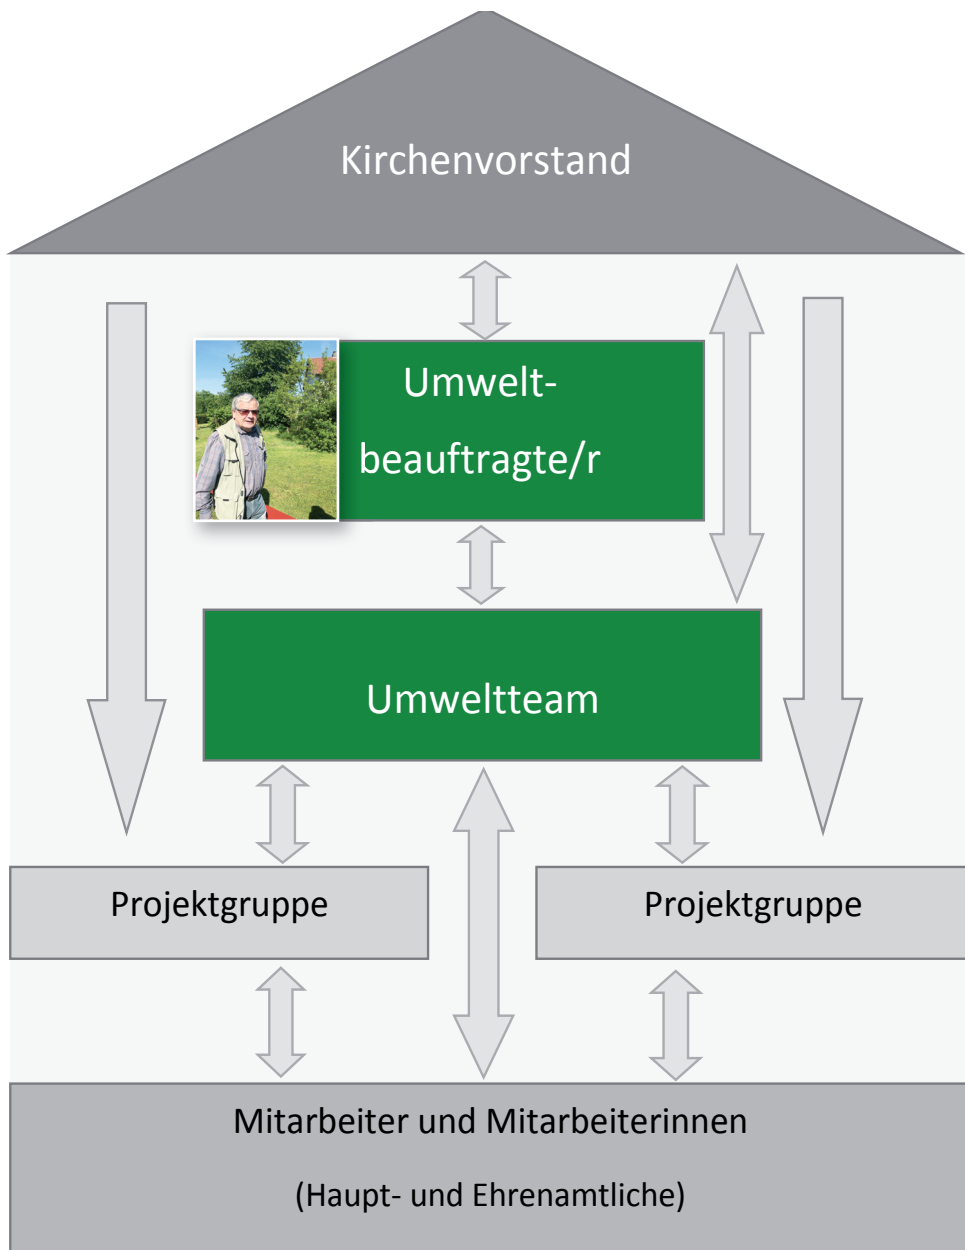 Kirchenvorstand
Umwelt-
beauftragte/r
Umweltteam
Projektgruppe
Projektgruppe
Mitarbeiter und Mitarbeiterinnen
(Haupt- und Ehrenamtliche)